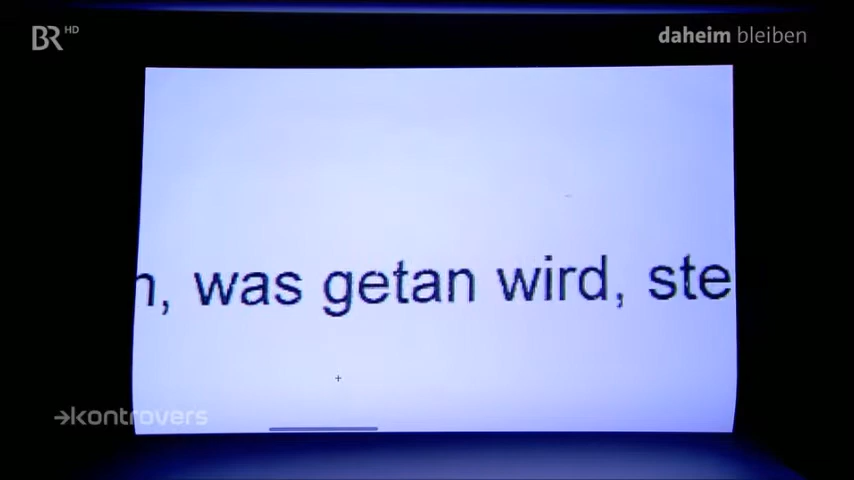 BR HD
daheim bleiben
n, was getan wird, ste
kontrovers